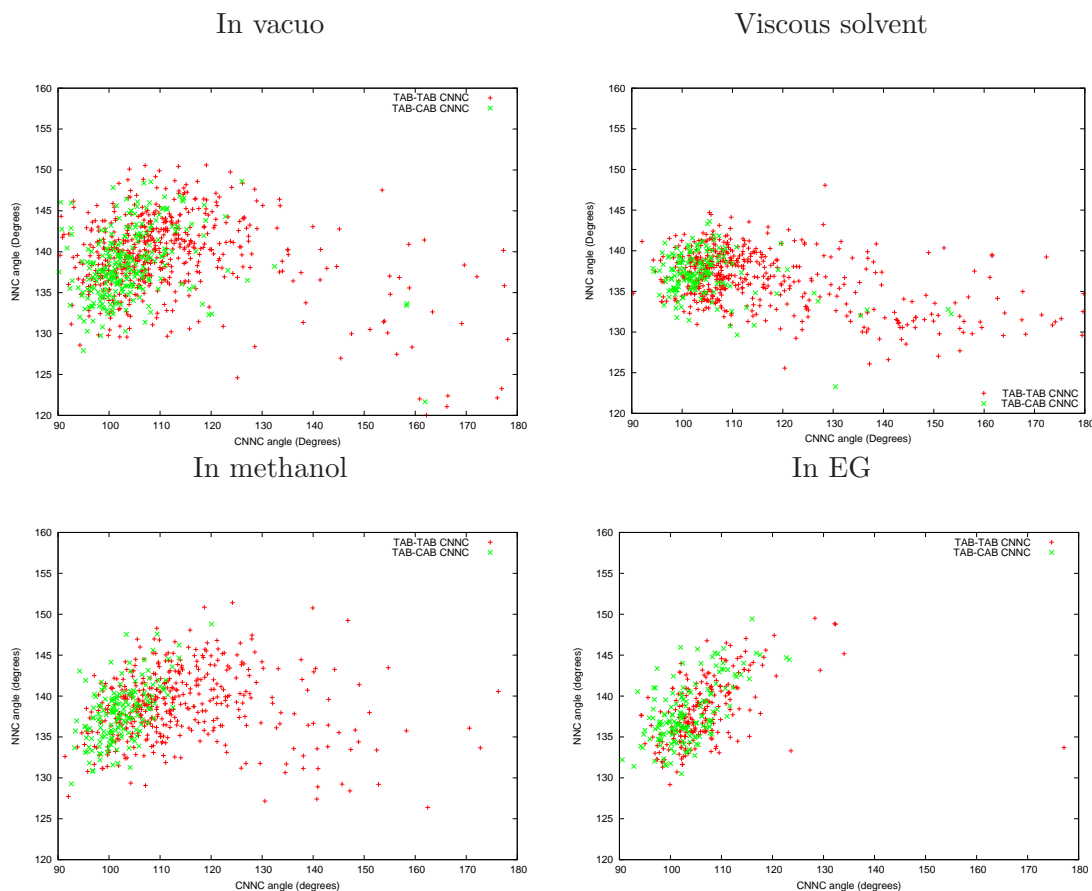 In vacuo
Viscous solvent
160
155
150
145
140
135
130
125
120
NNC angle (Degrees)
TAB-TAB CNNC
TAB-CAB CNNC
90 100 110 120 130 140 150 160 170 180
CNNC angle (Degrees)
160
155
150
145
140
135
130
125
120
NNC angle (Degrees)
TAB-TAB CNNC
TAB-CAB CNNC
90 100 110 120 130 140 150 160 170 180
CNNC angle (Degrees)
In methanol
In EG
160
155
150
145
140
135
130
125
120
NNC angle (degrees)
TAB-TAB CNNC
TAB-CAB CNNC
90 100 110 120 130 140 150 160 170 180
CNNC angle (degrees)
160
155
150
145
140
135
130
125
120
NNC angle (degrees)
TAB-TAB CNNC
TAB-CAB CNNC
90 100 110 120 130 140 150 160 170 180
CNNC angle (degrees)